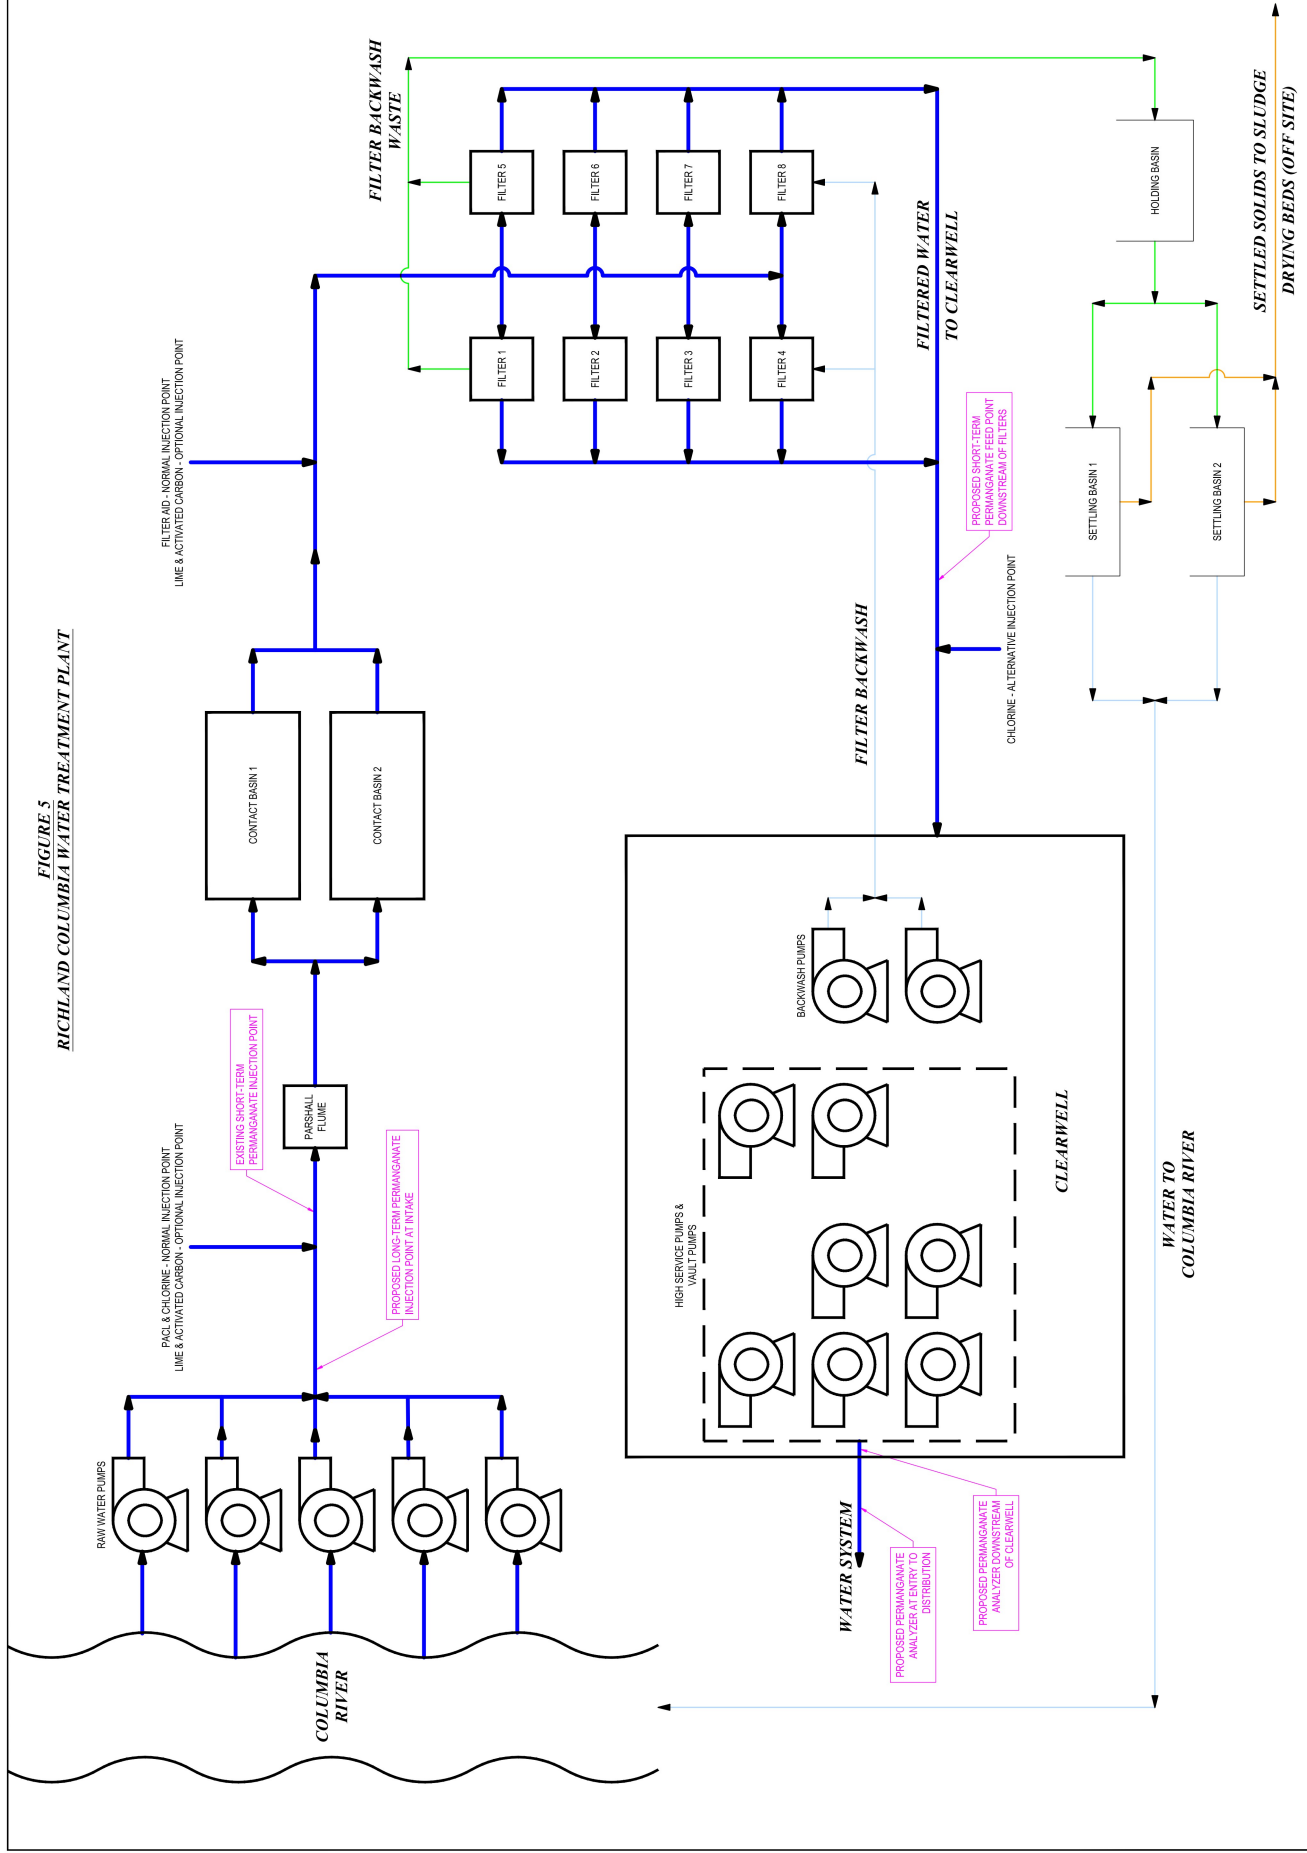 FIGURE 5
RICHLAND COLUMBIA WATER TREATMENT PLANT
RAW WATER PUMPS
COLUMBIA
RIVER
PACL & CHLORINE - NORMAL INJECTION POINT
LIME & ACTIVATED CARBON - OPTIONAL INJECTION POINT
EXISTING SHORT-TERM
PERMANGANATE INJECTION POINT
PROPOSED LONG-TERM PERMANGANATE
INJECTION POINT AT INTAKE
PARSHALL
FLUME
CONTACT BASIN 1
CONTACT BASIN 2
FILTER AID - NORMAL INJECTION POINT
LIME & ACTIVATED CARBON - OPTIONAL INJECTION POINT
FILTER BACKWASH
WASTE
FILTER 1
FILTER 5
FILTER 2
FILTER 6
FILTER 3
FILTER 7
FILTER 4
FILTER 8
FILTERED WATER
TO CLEARWELL
FILTER BACKWASH
PROPOSED SHORT-TERM
PERMANGANATE FEED POINT
DOWNSTREAM OF FILTERS
CHLORINE - ALTERNATIVE INJECTION POINT
HIGH SERVICE PUMPS &
VAULT PUMPS
BACKWASH PUMPS
CLEARWELL
WATER SYSTEM
PROPOSED PERMANGANATE
ANALYZER AT ENTRY TO
DISTRIBUTION
PROPOSED PERMANGANATE
ANALYZER DOWNSTREAM
OF CLEARWELL
HOLDING BASIN
SETTLING BASIN 1
SETTLING BASIN 2
WATER TO
COLUMBIA RIVER
SETTLED SOLIDS TO SLUDGE
DRYING BEDS (OFF SITE)